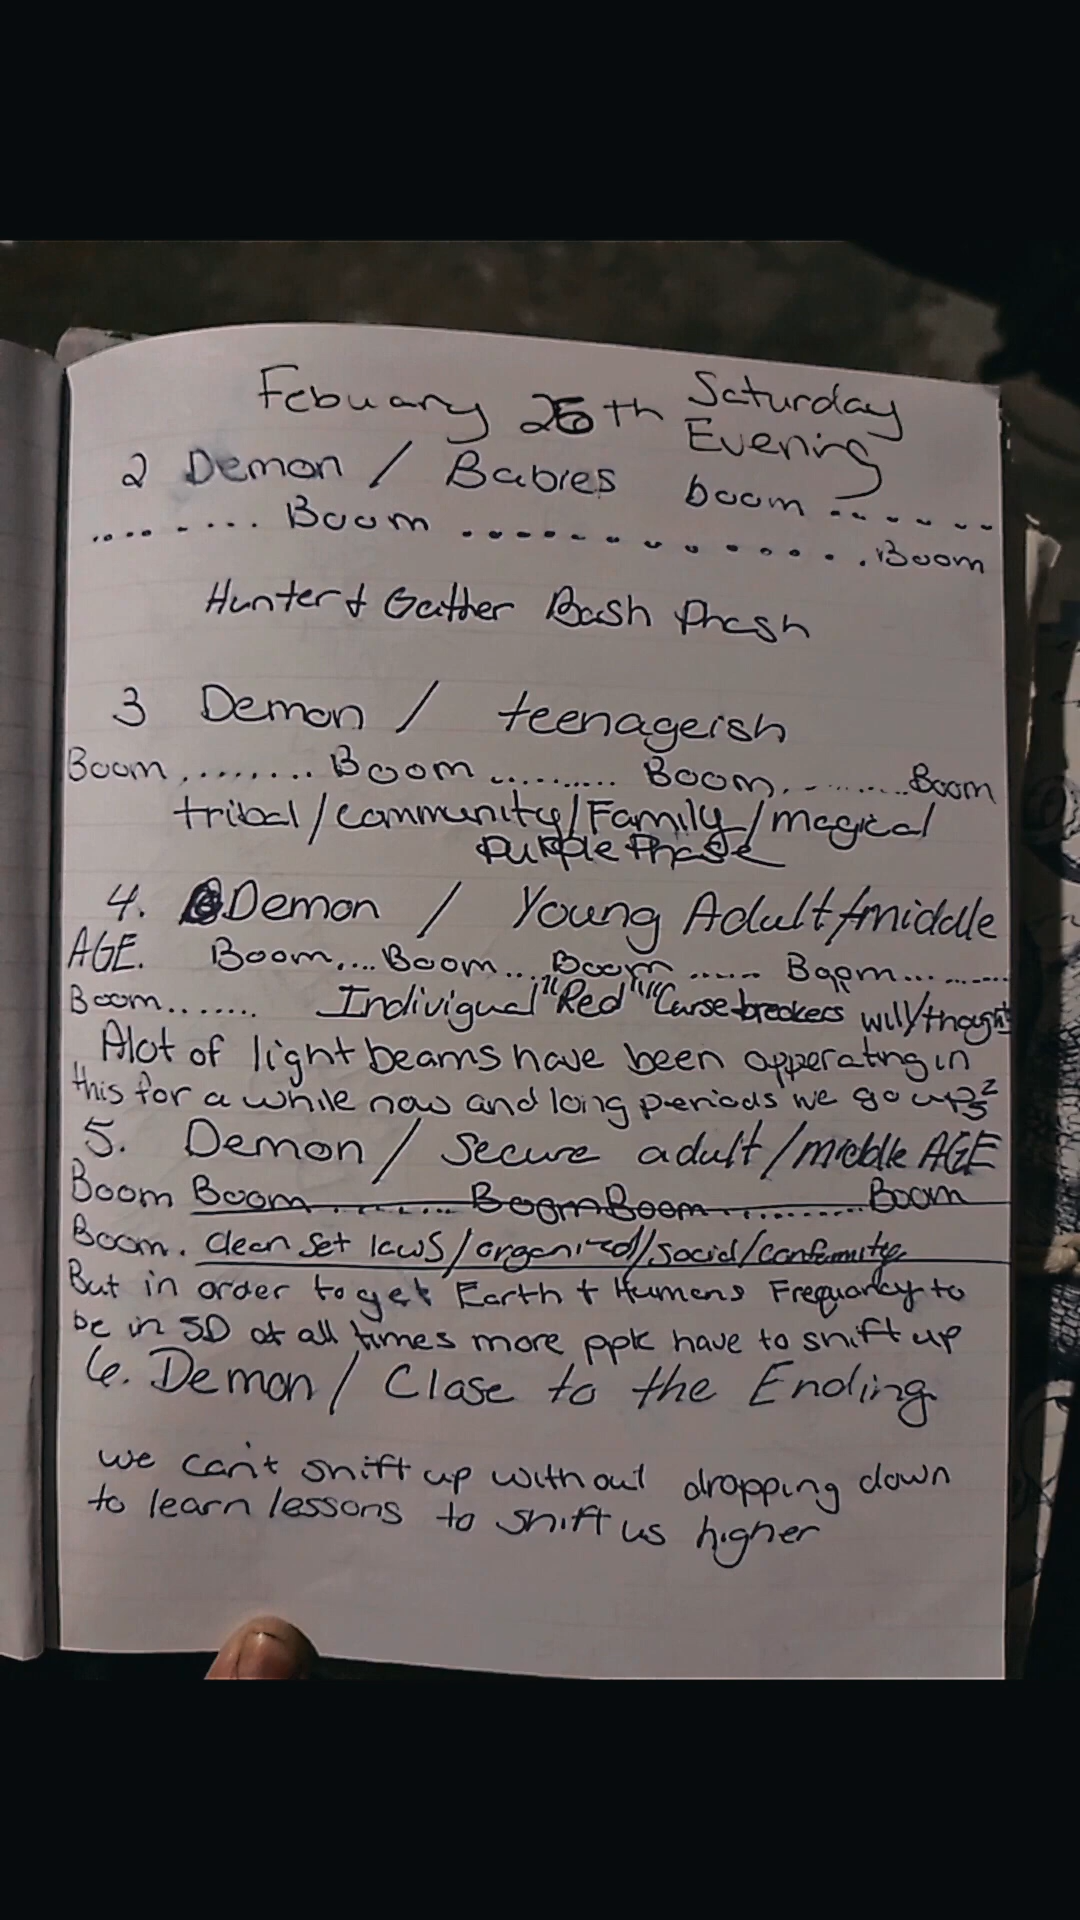 Febuary 25th Saturday
Evening
2 Demon / Babies boom ......
........ Boom ............... Boom
Hunter & Gather Bash Phash
3 Demon / teenageish
Boom ........ Boom .......... Boom. ........ Boom
tribal / community / Family / magical
Purple Phase
4. Demon / Young Adult / middle
AGE. Boom.... Boom.... Boom ...... Boom.........
Boom....... Indivigual "Red" "Curse breakers will/thought
Alot of light beams have been opperating in
this for a while now and long periods we go up
5. Demon / Secure adult / middle AGE
Boom Boom ......... Boom Boom ......... Boom
Boom. clean set laws / organized / social / conformity
But in order to get Earth + Humans Frequancy to
be in 5D at all times more ppk have to shift up
6. Demon / Close to the Ending
we can't shift up without dropping down
to learn lessons to shift us higher